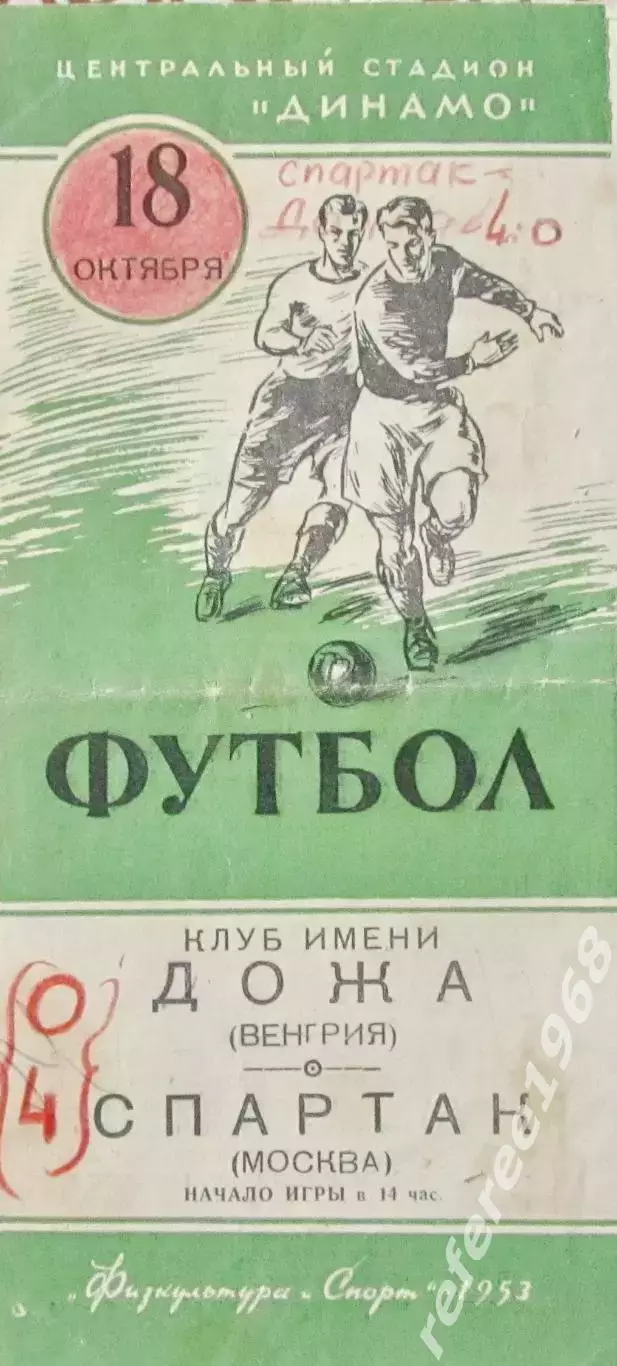 ЦЕНТРАЛЬНЫЙ СТАДИОН
"ДИНАМО"
18
ОКТЯБРЯ
спартак-
4:0
ФУТБОЛ
КЛУБ ИМЕНИ
ДОЖА
(ВЕНГРИЯ)
0
4
СПАРТАК
(МОСКВА)
НАЧАЛО ИГРЫ в 14 час.
„Физкультура и Спорт" 1953
referee1968